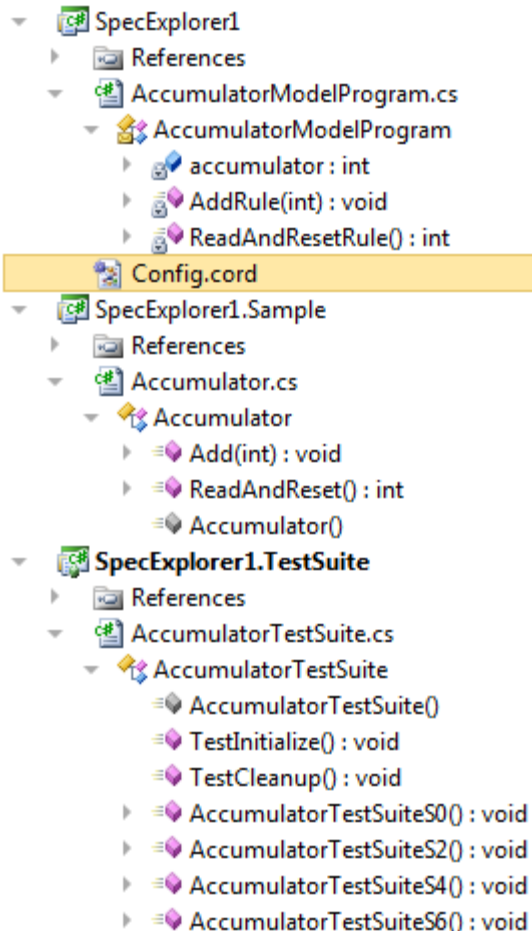 SpecExplorer1
References
AccumulatorModelProgram.cs
AccumulatorModelProgram
accumulator : int
AddRule(int) : void
ReadAndResetRule() : int
Config.cord
SpecExplorer1.Sample
References
Accumulator.cs
Accumulator
Add(int) : void
ReadAndReset() : int
Accumulator()
SpecExplorer1.TestSuite
References
AccumulatorTestSuite.cs
AccumulatorTestSuite
AccumulatorTestSuite()
TestInitialize() : void
TestCleanup() : void
AccumulatorTestSuiteS0() : void
AccumulatorTestSuiteS2() : void
AccumulatorTestSuiteS4() : void
AccumulatorTestSuiteS6() : void